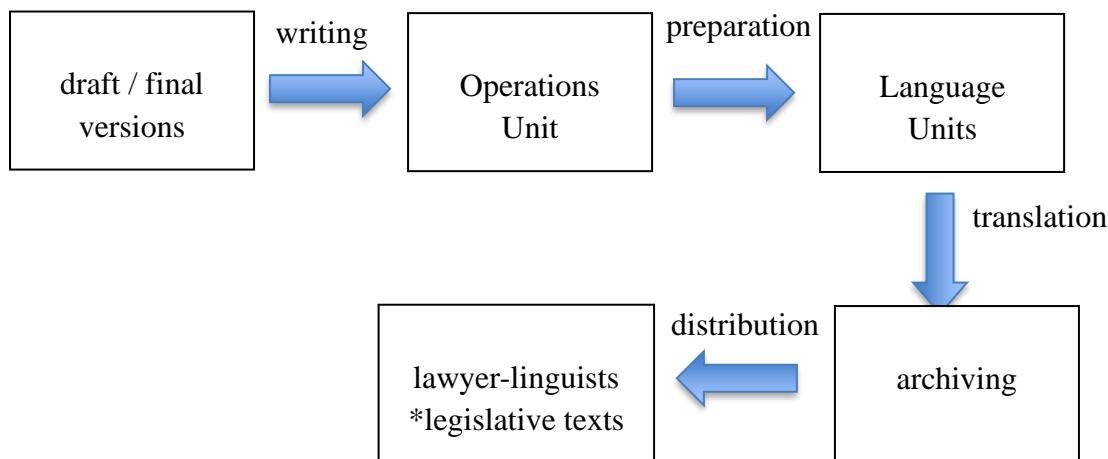 writing
preparation
draft / final
versions
Operations
Unit
Language
Units
translation
distribution
lawyer-linguists
*legislative texts
archiving